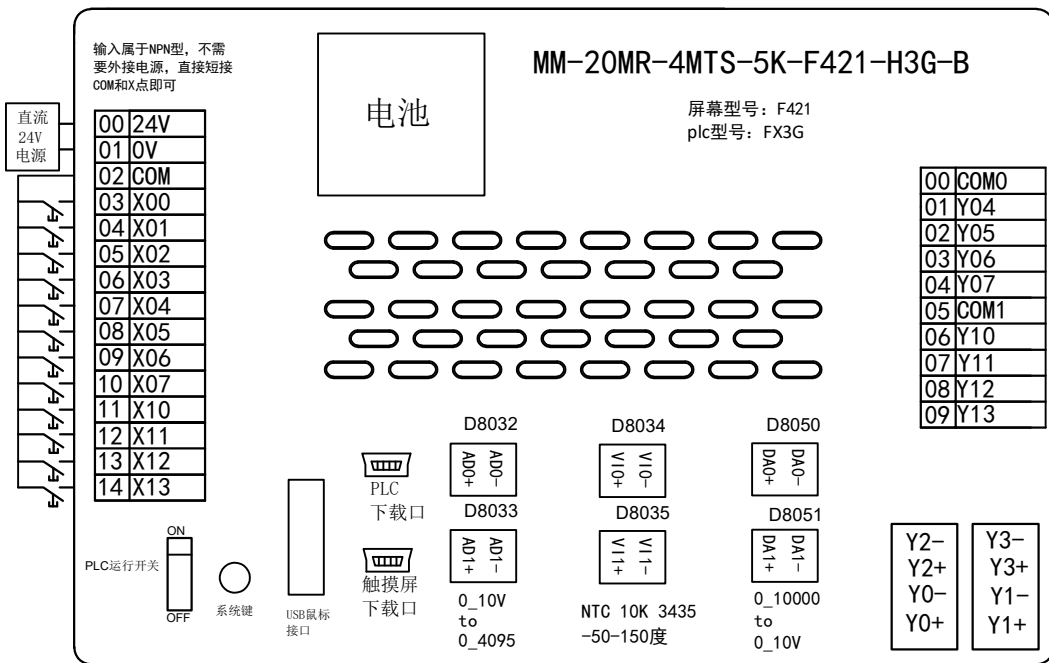 输入属于NPN型，不需
要外接电源，直接短接
COM和X点即可
MM-20MR-4MTS-5K-F421-H3G-B
屏幕型号：F421
plc型号：FX3G
电池
直流
24V
电源
00 24V
01 0V
02 COM
03 X00
04 X01
05 X02
06 X03
07 X04
08 X05
09 X06
10 X07
11 X10
12 X11
13 X12
14 X13
00 COM0
01 Y04
02 Y05
03 Y06
04 Y07
05 COM1
06 Y10
07 Y11
08 Y12
09 Y13
ON
PLC运行开关
OFF
系统键
USB鼠标
接口
PLC
下载口
触摸屏
下载口
D8032
AD0-
AD0+
D8033
AD1-
AD1+
0_10V
to
0_4095
D8034
VI0-
VI0+
D8035
VI1-
VI1+
NTC 10K 3435
-50-150度
D8050
DA0-
DA0+
D8051
DA1-
DA1+
0_10000
to
0_10V
Y2-
Y2+
Y0-
Y0+
Y3-
Y3+
Y1-
Y1+